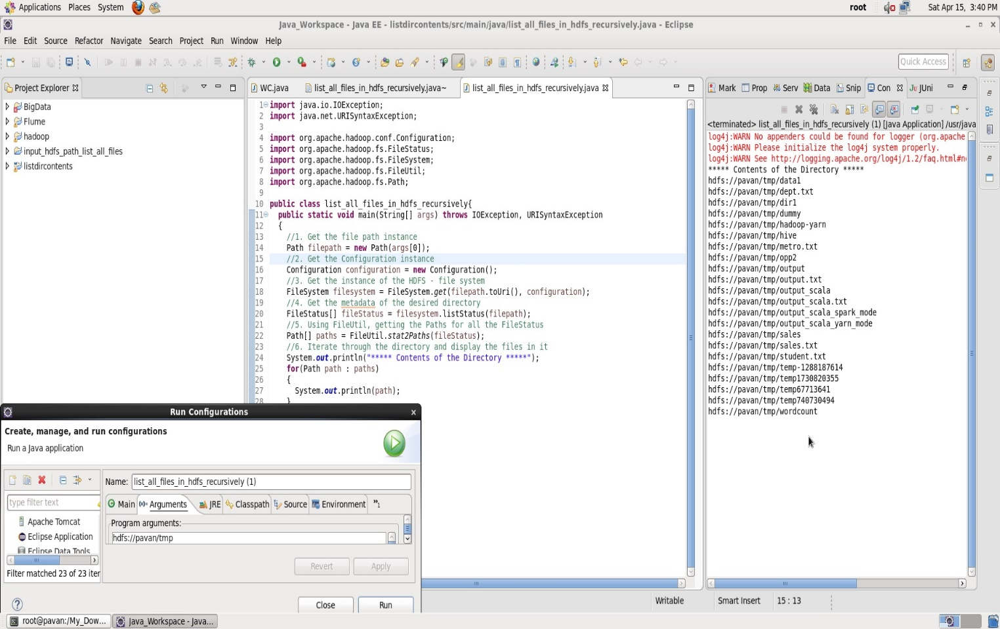 Applications Places System
root
Sat Apr 15, 3:40 PM
Java_Workspace - Java EE - listdircontents/src/main/java/list_all_files_in_hdfs_recursively.java - Eclipse
File Edit Source Refactor Navigate Search Project Run Window Help
Quick Access
Project Explorer
BigData
Flume
hadoop
input_hdfs_path_list_all_files
listdircontents
WC.java
list_all_files_in_hdfs_recursively.java~
list_all_files_in_hdfs_recursively.java
1 import java.io.IOException;
2 import java.net.URISyntaxException;
3
4 import org.apache.hadoop.conf.Configuration;
5 import org.apache.hadoop.fs.FileStatus;
6 import org.apache.hadoop.fs.FileSystem;
7 import org.apache.hadoop.fs.FileUtil;
8 import org.apache.hadoop.fs.Path;
9
10 public class list_all_files_in_hdfs_recursively{
11 public static void main(String[] args) throws IOException, URISyntaxException
12 {
13 //1. Get the file path instance
14 Path filepath = new Path(args[0]);
15 //2. Get the Configuration instance
16 Configuration configuration = new Configuration();
17 //3. Get the instance of the HDFS - file system
18 FileSystem filesystem = FileSystem.get(filepath.toUri(), configuration);
19 //4. Get the metadata of the desired directory
20 FileStatus[] fileStatus = filesystem.listStatus(filepath);
21 //5. Using FileUtil, getting the Paths for all the FileStatus
22 Path[] paths = FileUtil.stat2Paths(fileStatus);
23 //6. Iterate through the directory and display the files in it
24 System.out.println("***** Contents of the Directory *****");
25 for(Path path : paths)
26 {
27 System.out.println(path);
28 }
Mark Prop Serv Data Snip Con JUni
<terminated> list_all_files_in_hdfs_recursively (1) [Java Application] /usr/java
log4j:WARN No appenders could be found for logger (org.apache
log4j:WARN Please initialize the log4j system properly.
log4j:WARN See http://logging.apache.org/log4j/1.2/faq.html#n
***** Contents of the Directory *****
hdfs://pavan/tmp/data1
hdfs://pavan/tmp/dept.txt
hdfs://pavan/tmp/dir1
hdfs://pavan/tmp/dummy
hdfs://pavan/tmp/hadoop-yarn
hdfs://pavan/tmp/hive
hdfs://pavan/tmp/metro.txt
hdfs://pavan/tmp/opp2
hdfs://pavan/tmp/output
hdfs://pavan/tmp/output.txt
hdfs://pavan/tmp/output_scala
hdfs://pavan/tmp/output_scala.txt
hdfs://pavan/tmp/output_scala_spark_mode
hdfs://pavan/tmp/output_scala_yarn_mode
hdfs://pavan/tmp/sales
hdfs://pavan/tmp/sales.txt
hdfs://pavan/tmp/student.txt
hdfs://pavan/tmp/temp-1288187614
hdfs://pavan/tmp/temp1730820355
hdfs://pavan/tmp/temp67713641
hdfs://pavan/tmp/temp740730494
hdfs://pavan/tmp/wordcount
Run Configurations
Create, manage, and run configurations
Run a Java application
type filter text
Apache Tomcat
Eclipse Application
Eclipse Data Tools
Filter matched 23 of 23 iter
Name: list_all_files_in_hdfs_recursively (1)
Main (x)= Arguments JRE Classpath Source Environment »1
Program arguments:
hdfs://pavan/tmp
Revert Apply
Close Run
Writable Smart Insert 15 : 13
root@pavan:/My_Dow... Java_Workspace - Java...